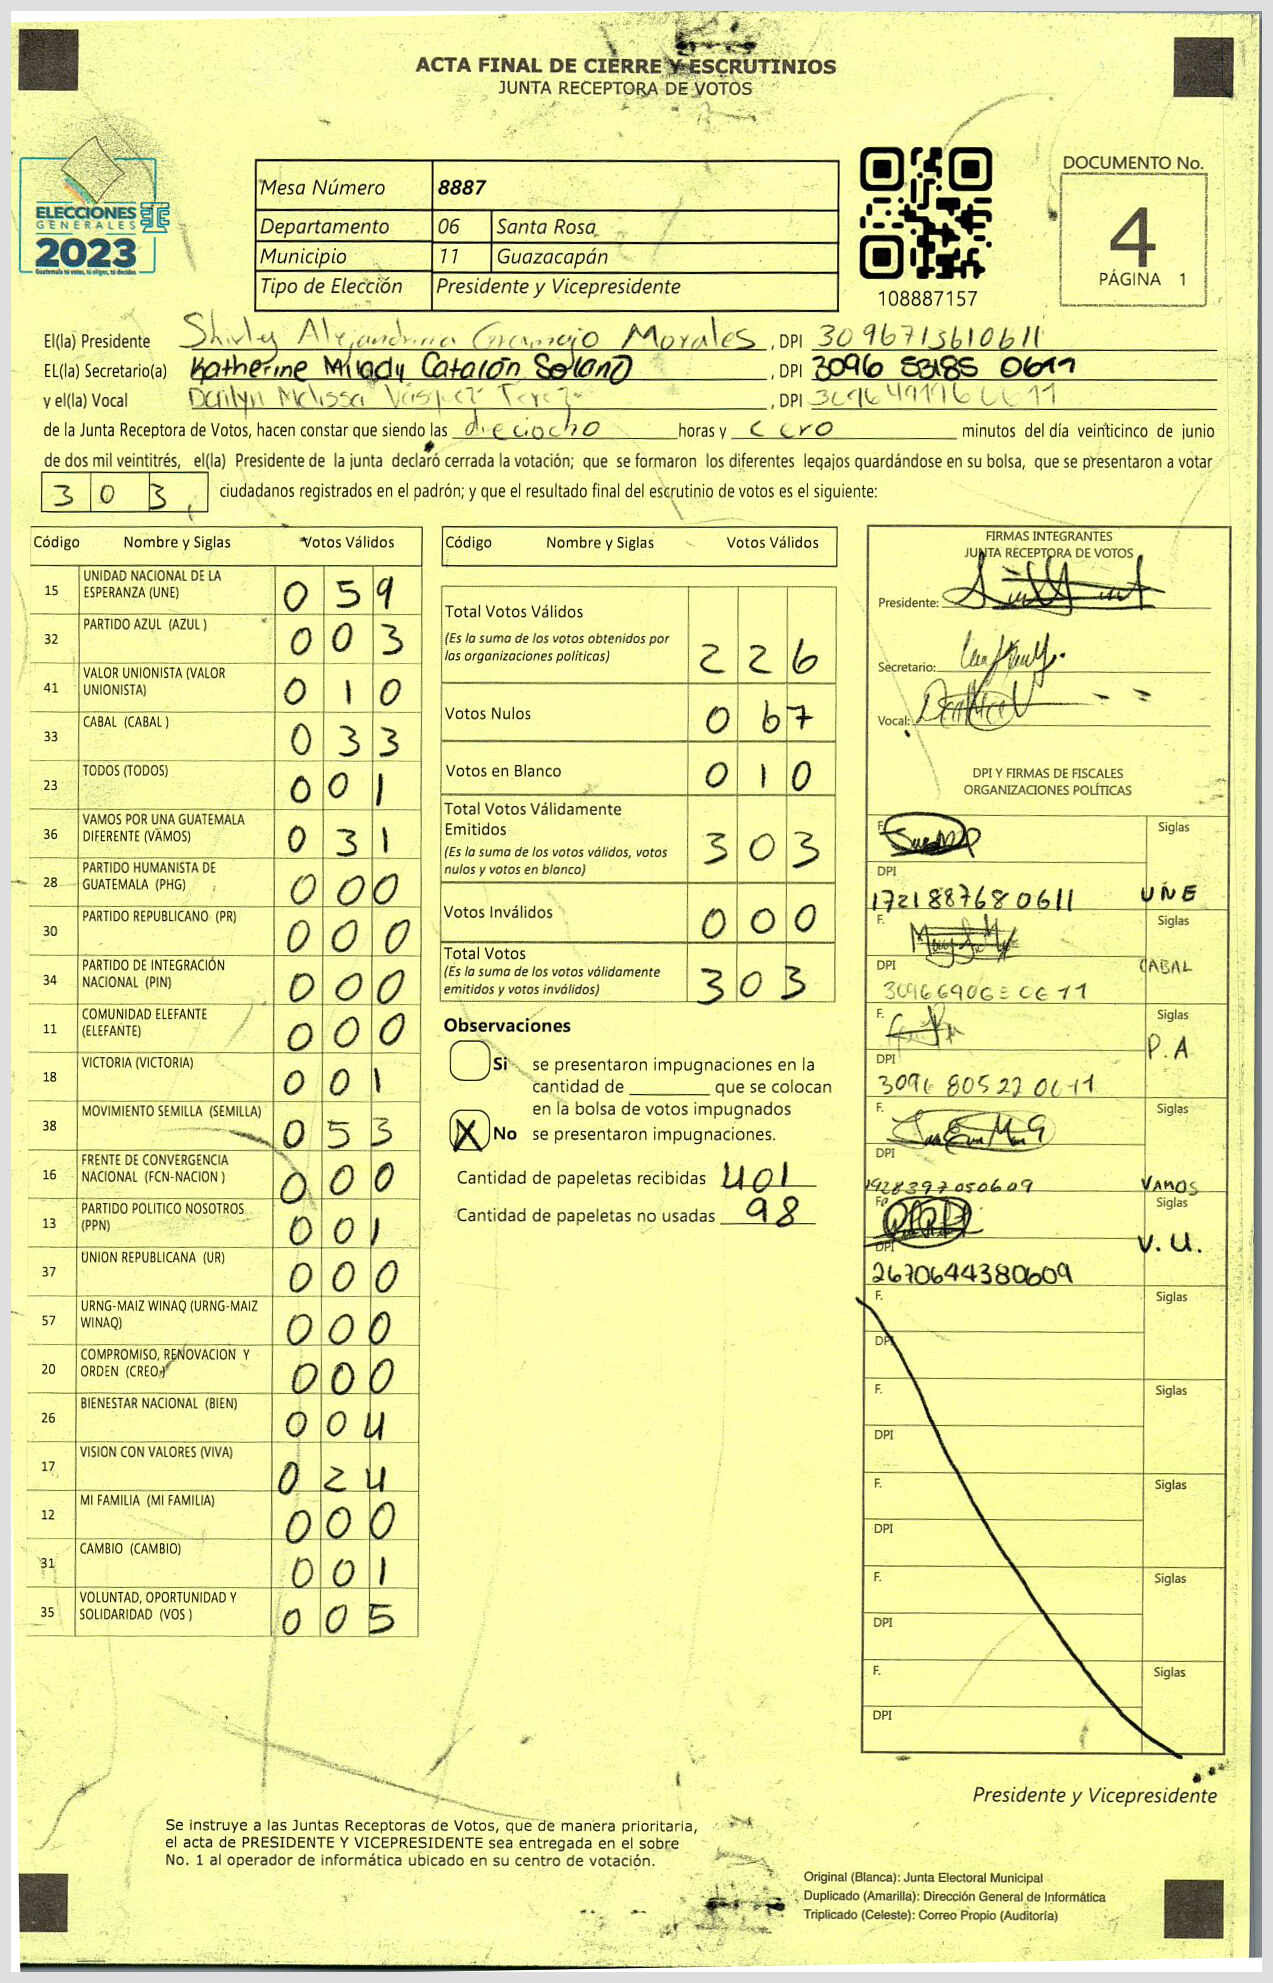 ACTA FINAL DE CIERRE Y ESCRUTINIOS
JUNTA RECEPTORA DE VOTOS
ELECCIONES
GENERALES
2023
Guatemala tú votas, tú eliges, tú decides
Mesa Número 8887
Departamento 06 Santa Rosa
Municipio 11 Guazacapán
Tipo de Elección Presidente y Vicepresidente
108887157
DOCUMENTO No.
4
PÁGINA 1
El(la) Presidente Shirley Alejandrina Gramajo Morales, DPI 3096713610611
EL(la) Secretario(a) Katherine Milady Catalán Solano, DPI 3096 53185 0611
y el(la) Vocal Melissa Vásquez, DPI
de la Junta Receptora de Votos, hacen constar que siendo las dieciocho horas y cero minutos del día veinticinco de junio
de dos mil veintitrés, el(la) Presidente de la junta declaró cerrada la votación; que se formaron los diferentes legajos guardándose en su bolsa, que se presentaron a votar
303 ciudadanos registrados en el padrón; y que el resultado final del escrutinio de votos es el siguiente:
Código Nombre y Siglas Votos Válidos
15 UNIDAD NACIONAL DE LA ESPERANZA (UNE) 059
32 PARTIDO AZUL (AZUL ) 003
41 VALOR UNIONISTA (VALOR UNIONISTA) 010
33 CABAL (CABAL ) 033
23 TODOS (TODOS) 001
36 VAMOS POR UNA GUATEMALA DIFERENTE (VAMOS) 031
28 PARTIDO HUMANISTA DE GUATEMALA (PHG) 000
30 PARTIDO REPUBLICANO (PR) 000
34 PARTIDO DE INTEGRACIÓN NACIONAL (PIN) 000
11 COMUNIDAD ELEFANTE (ELEFANTE) 000
18 VICTORIA (VICTORIA) 001
38 MOVIMIENTO SEMILLA (SEMILLA) 053
16 FRENTE DE CONVERGENCIA NACIONAL (FCN-NACION ) 000
13 PARTIDO POLITICO NOSOTROS (PPN) 001
37 UNION REPUBLICANA (UR) 000
57 URNG-MAIZ WINAQ (URNG-MAIZ WINAQ) 000
20 COMPROMISO, RENOVACION Y ORDEN (CREO) 000
26 BIENESTAR NACIONAL (BIEN) 004
17 VISION CON VALORES (VIVA) 024
12 MI FAMILIA (MI FAMILIA) 000
31 CAMBIO (CAMBIO) 001
35 VOLUNTAD, OPORTUNIDAD Y SOLIDARIDAD (VOS ) 005
Código Nombre y Siglas Votos Válidos
Total Votos Válidos
(Es la suma de los votos obtenidos por
las organizaciones políticas) 226
Votos Nulos 067
Votos en Blanco 010
Total Votos Válidamente
Emitidos
(Es la suma de los votos válidos, votos
nulos y votos en blanco) 303
Votos Inválidos 000
Total Votos
(Es la suma de los votos válidamente
emitidos y votos inválidos) 303
Observaciones
Si se presentaron impugnaciones en la
cantidad de ________ que se colocan
en la bolsa de votos impugnados
X No se presentaron impugnaciones.
Cantidad de papeletas recibidas 401
Cantidad de papeletas no usadas 98
FIRMAS INTEGRANTES
JUNTA RECEPTORA DE VOTOS
Presidente:
Secretario:
Vocal:
DPI Y FIRMAS DE FISCALES
ORGANIZACIONES POLÍTICAS
F. Siglas
DPI
1721887680611 UNE
F. Siglas
DPI CABAL
F. Siglas
DPI P.A
3096 80522 0611
F. Siglas
DPI
1928397050609 VAMOS
F. Siglas
DPI V.U.
2670644380609
F. Siglas
DPI
F. Siglas
DPI
F. Siglas
DPI
F. Siglas
DPI
F. Siglas
DPI
Presidente y Vicepresidente
Se instruye a las Juntas Receptoras de Votos, que de manera prioritaria,
el acta de PRESIDENTE Y VICEPRESIDENTE sea entregada en el sobre
No. 1 al operador de informática ubicado en su centro de votación.
Original (Blanca): Junta Electoral Municipal
Duplicado (Amarilla): Dirección General de Informática
Triplicado (Celeste): Correo Propio (Auditoría)